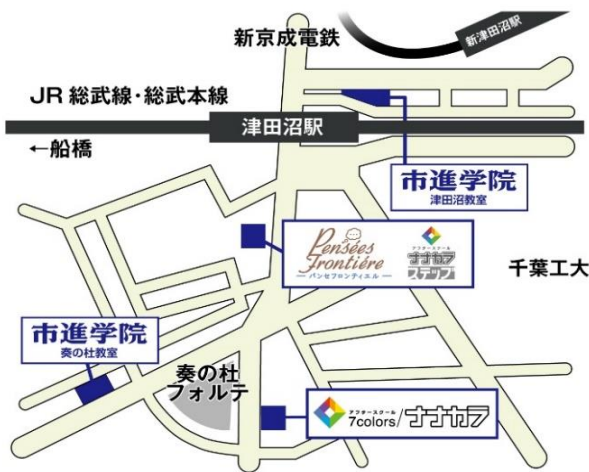 新京成電鉄
新津田沼駅
JR 総武線・総武本線
津田沼駅
←船橋
市進学院
津田沼教室
Pensées
Frontière
パンセフロンティエル
アフタースクール
ナナカラ
ステップ
千葉工大
市進学院
奏の杜教室
奏の杜
フォルテ
アフタースクール
7colors/ナナカラ